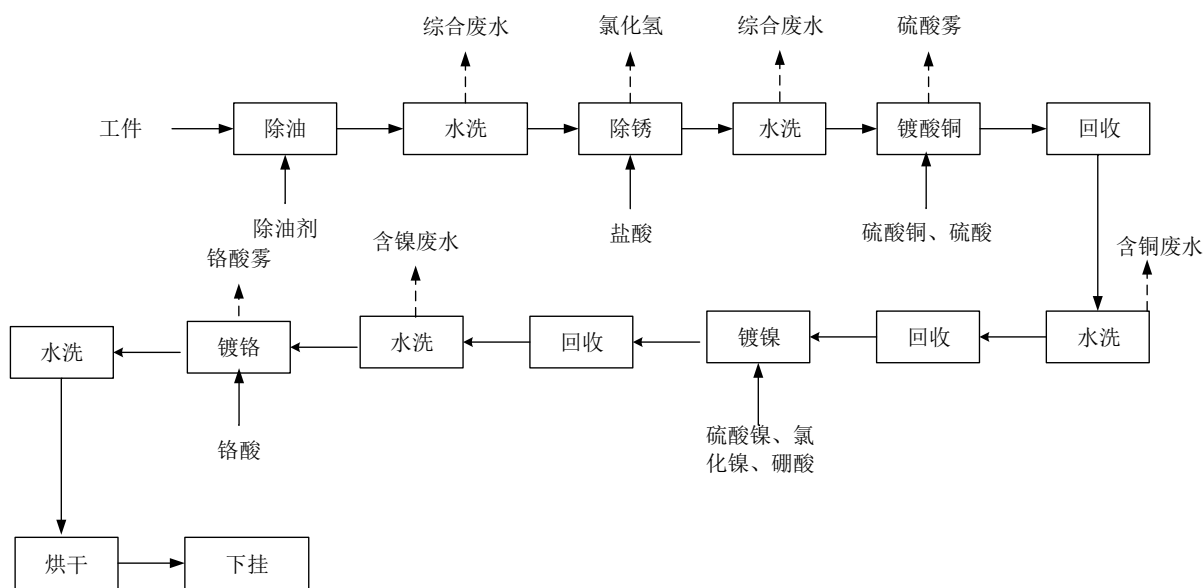 综合废水
氯化氢
综合废水
硫酸雾
工件
除油
水洗
除锈
水洗
镀酸铜
回收
除油剂
盐酸
硫酸铜、硫酸
铬酸雾
含镍废水
含铜废水
水洗
镀铬
水洗
回收
镀镍
回收
水洗
铬酸
硫酸镍、氯
化镍、硼酸
烘干
下挂